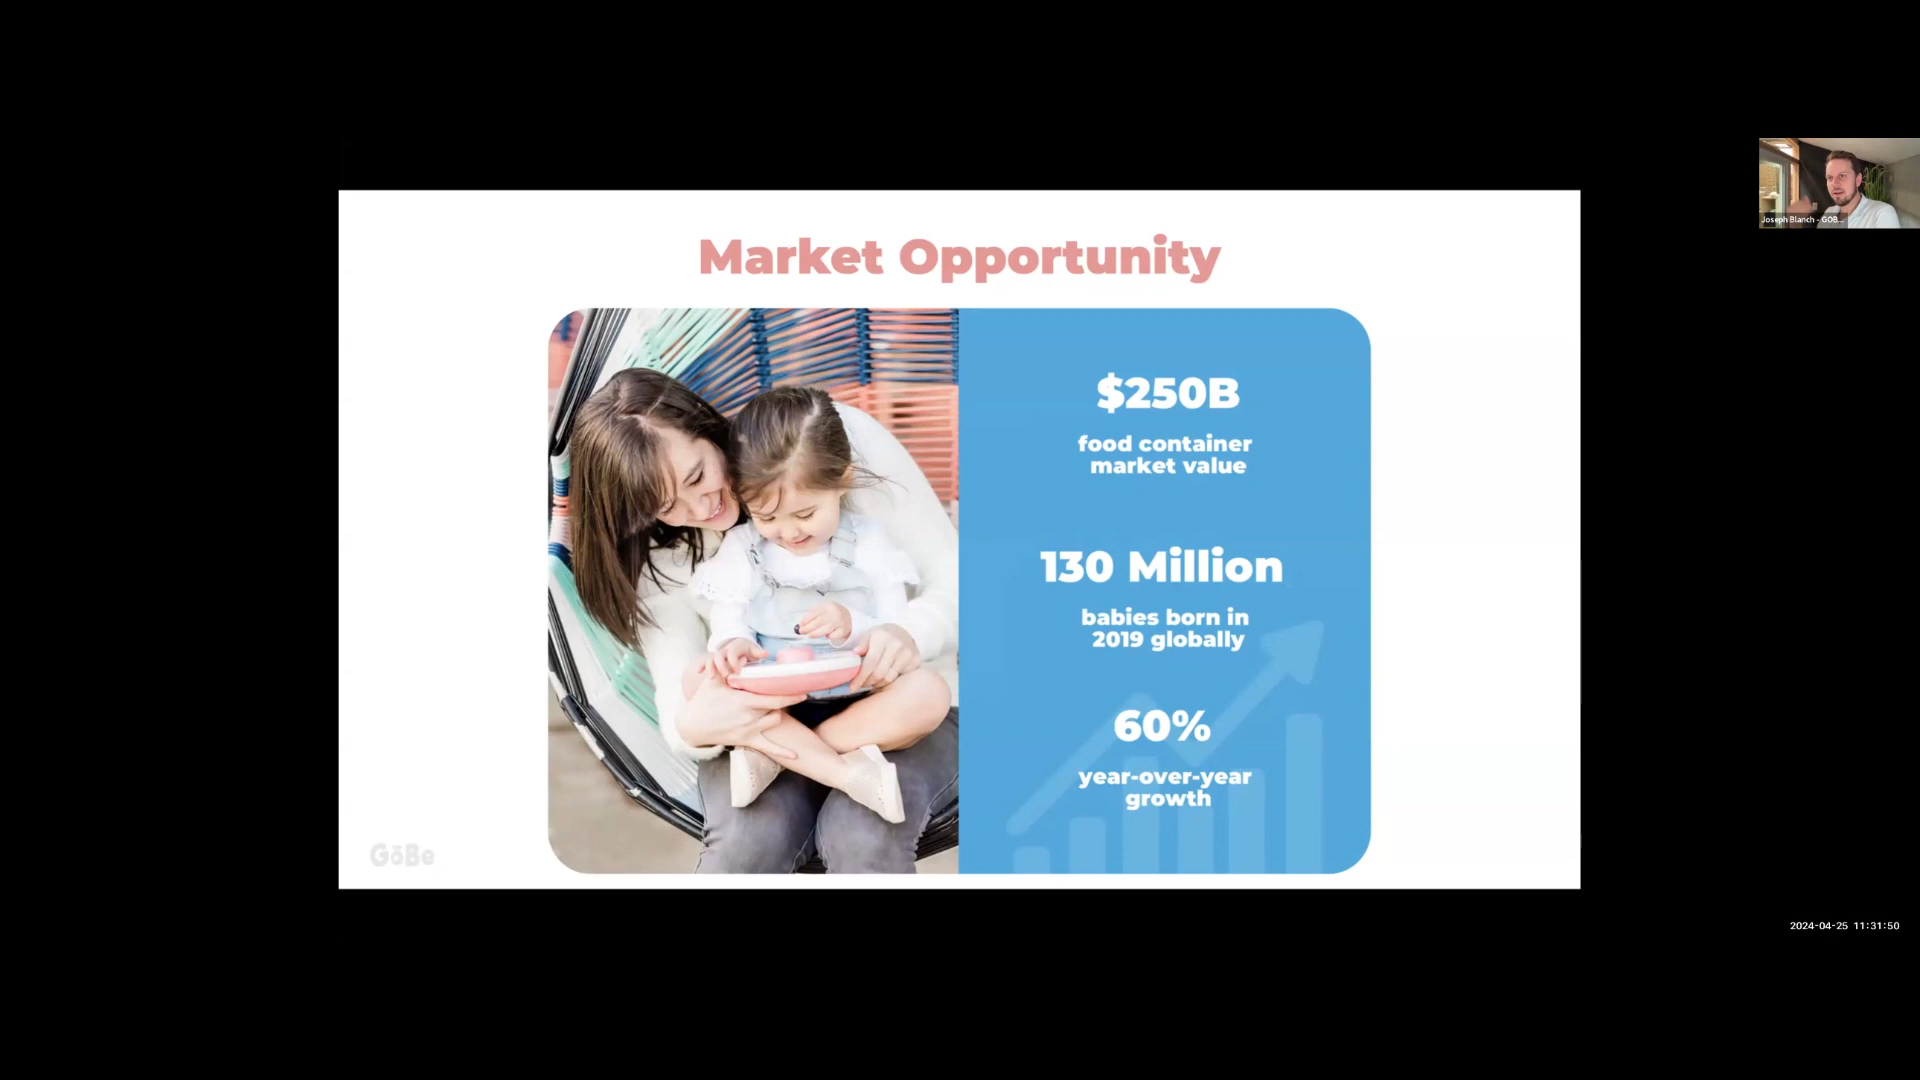 Market Opportunity
$250B
food container
market value
130 Million
babies born in
2019 globally
60%
year-over-year
growth
GōBe
Joseph Blanch - GOB...
2024-04-25 11:31:50